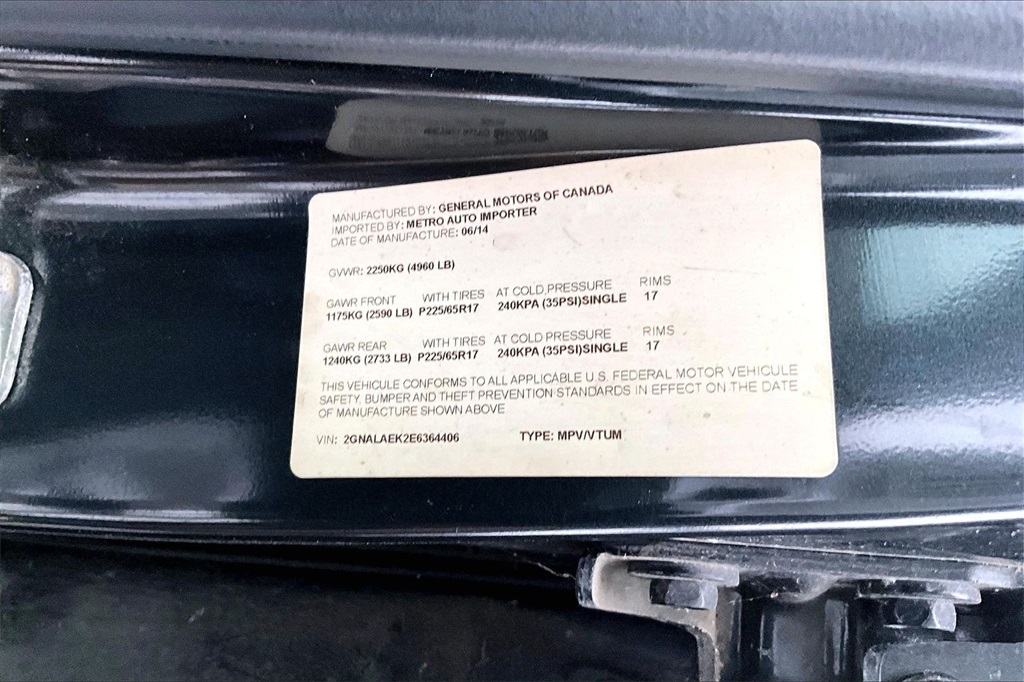 MANUFACTURED BY: GENERAL MOTORS OF CANADA
IMPORTED BY: METRO AUTO IMPORTER
DATE OF MANUFACTURE: 06/14
GVWR: 2250KG (4960 LB)
GAWR FRONT WITH TIRES AT COLD PRESSURE RIMS
1175KG (2590 LB) P225/65R17 240KPA (35PSI)SINGLE 17
GAWR REAR WITH TIRES AT COLD PRESSURE RIMS
1240KG (2733 LB) P225/65R17 240KPA (35PSI)SINGLE 17
THIS VEHICLE CONFORMS TO ALL APPLICABLE U.S. FEDERAL MOTOR VEHICLE
SAFETY, BUMPER AND THEFT PREVENTION STANDARDS IN EFFECT ON THE DATE
OF MANUFACTURE SHOWN ABOVE
VIN: 2GNALAEK2E6364406 TYPE: MPV/VTUM